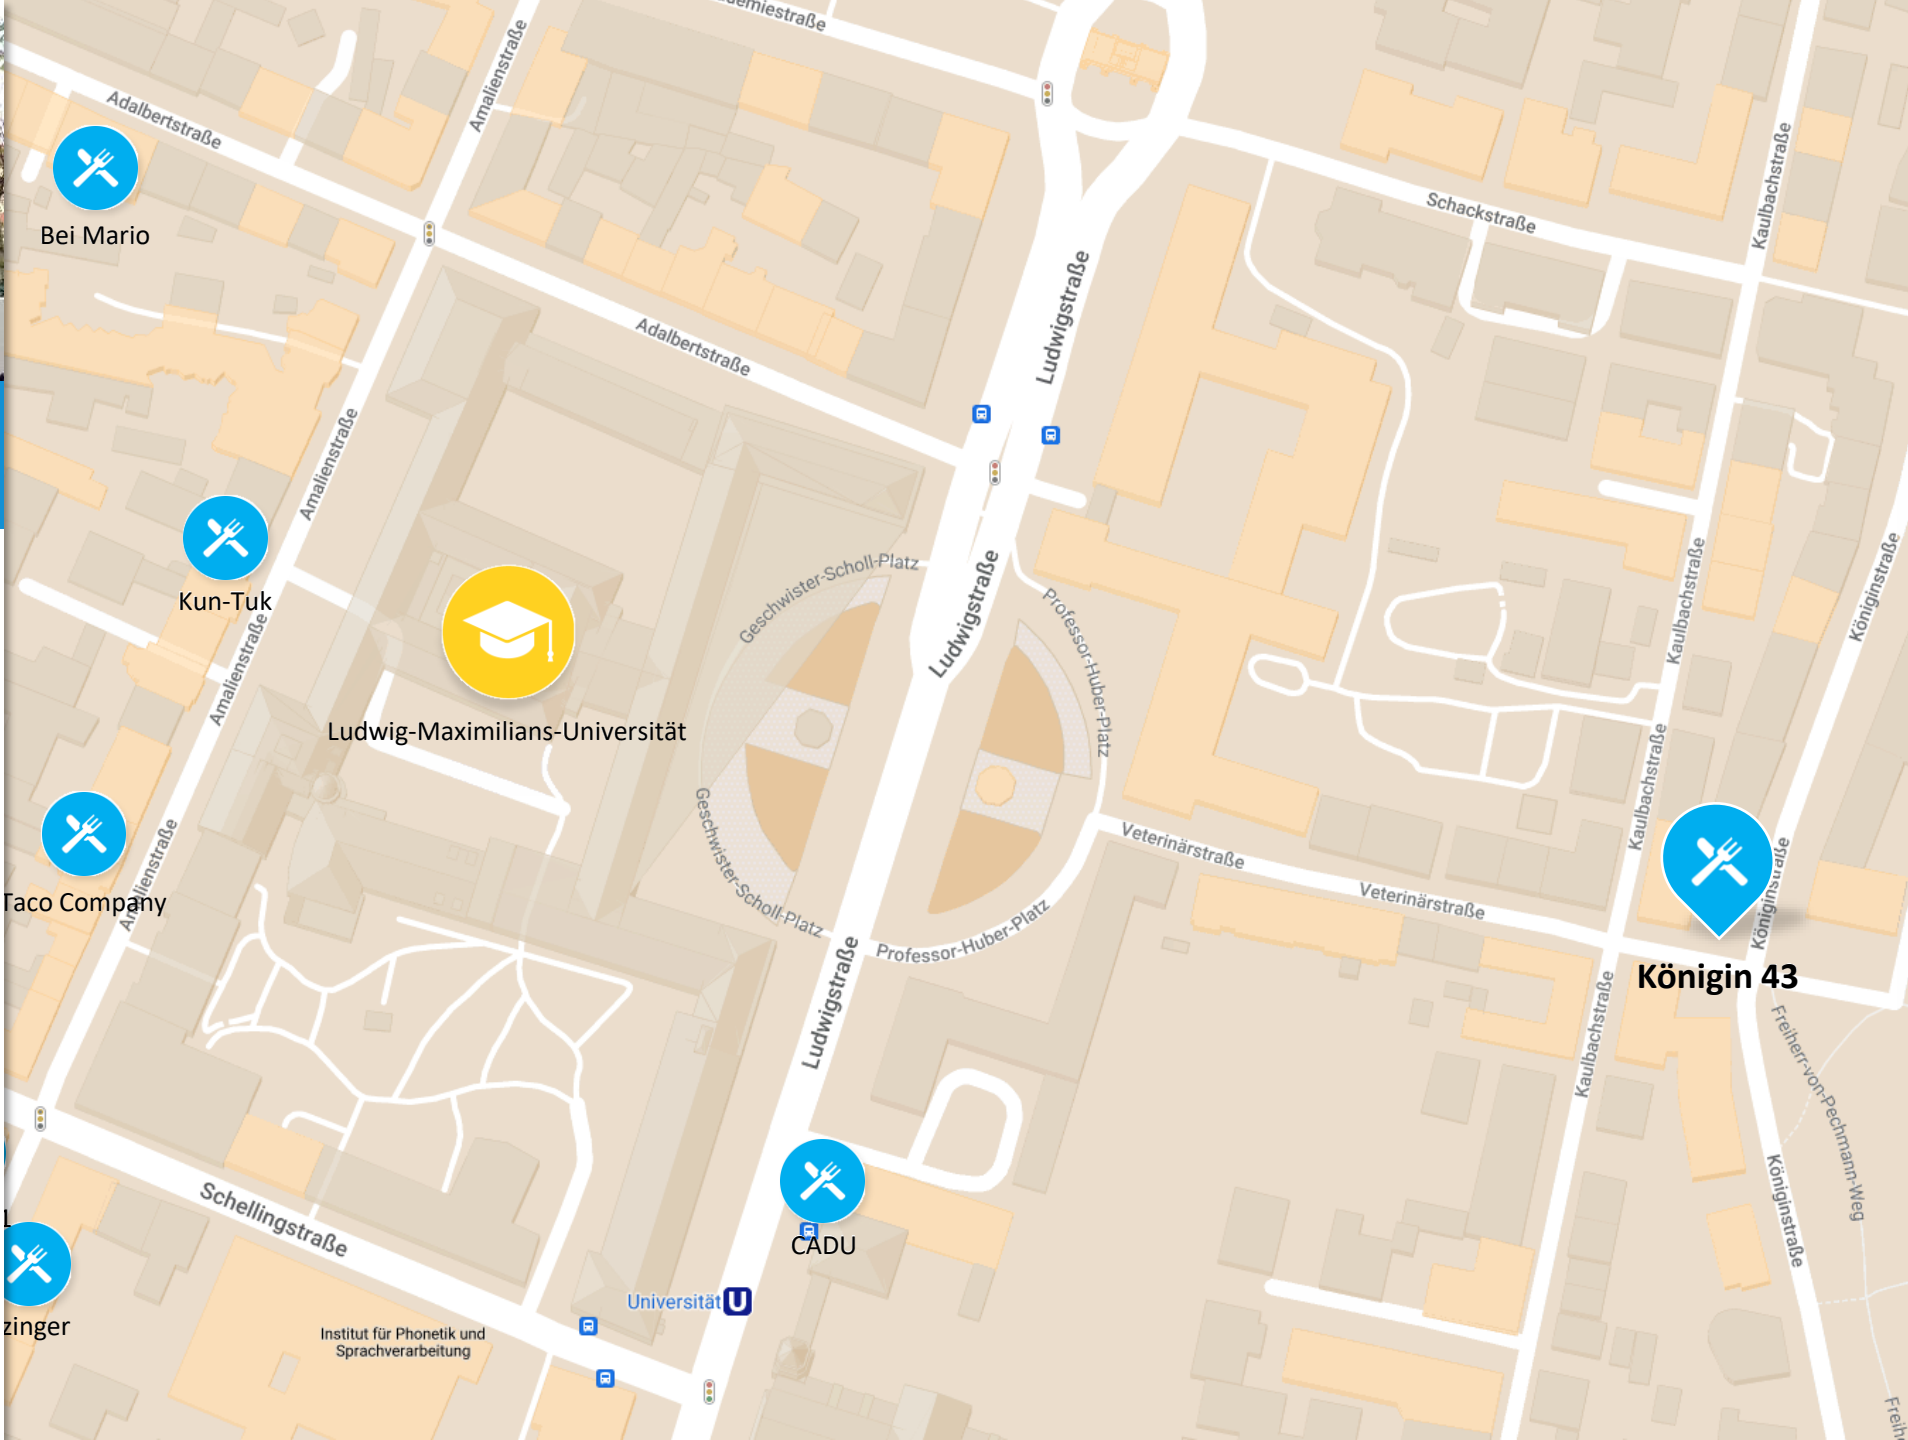 Adalbertstraße
Amalienstraße
Schackstraße
Kaulbachstraße
Bei Mario
Ludwigstraße
Adalbertstraße
Amalienstraße
Kun-Tuk
Geschwister-Scholl-Platz
Ludwigstraße
Professor-Huber-Platz
Kaulbachstraße
Königinstraße
Amalienstraße
Ludwig-Maximilians-Universität
Kaulbachstraße
Geschwister-Scholl-Platz
Veterinärstraße
Veterinärstraße
Königinstraße
Taco Company
Amalienstraße
Professor-Huber-Platz
Königin 43
Ludwigstraße
Kaulbachstraße
Freiherr-von-Pechmann-Weg
Schellingstraße
Königinstraße
CADU
Universität U
zinger
Institut für Phonetik und
Sprachverarbeitung